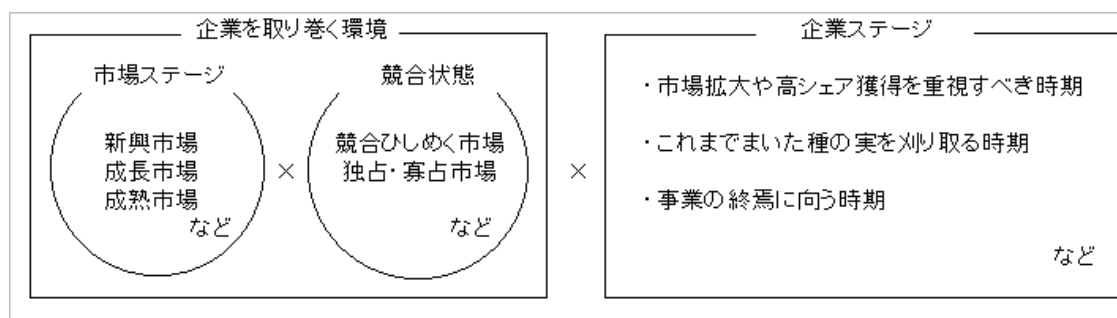 企業を取り巻く環境
市場ステージ
新興市場
成長市場
成熟市場
など
×
競合状態
競合ひしめく市場
独占・寡占市場
など
×
企業ステージ
・市場拡大や高シェア獲得を重視すべき時期
・これまでまいた種の実を刈り取る時期
・事業の終焉に向う時期
など